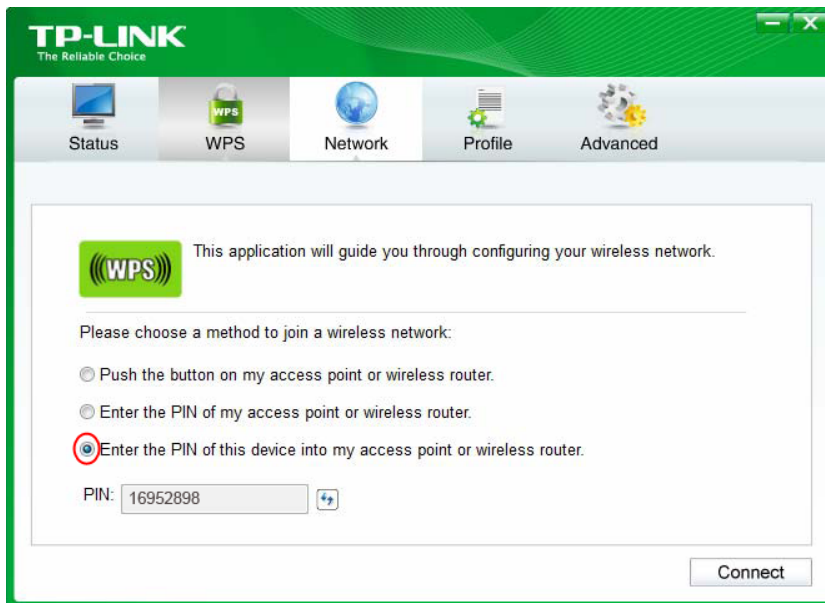 TP-LINK
The Reliable Choice
Status WPS Network Profile Advanced
WPS
This application will guide you through configuring your wireless network.
(((WPS)))
Please choose a method to join a wireless network:
Push the button on my access point or wireless router.
Enter the PIN of my access point or wireless router.
Enter the PIN of this device into my access point or wireless router.
PIN: 16952898
Connect